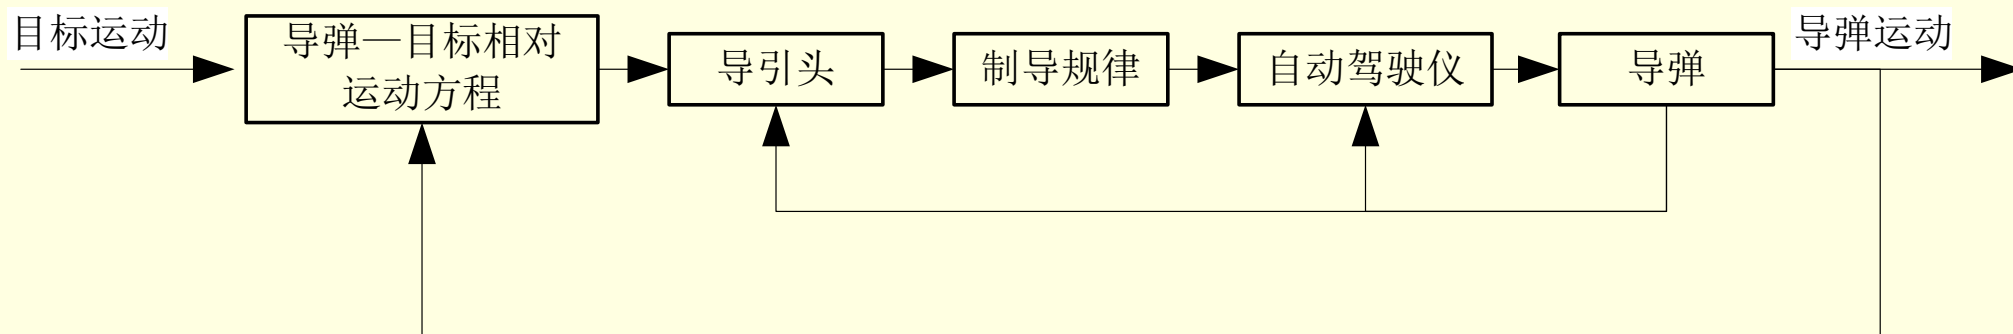 目标运动
导弹—目标相对
运动方程
导引头
制导规律
自动驾驶仪
导弹
导弹运动